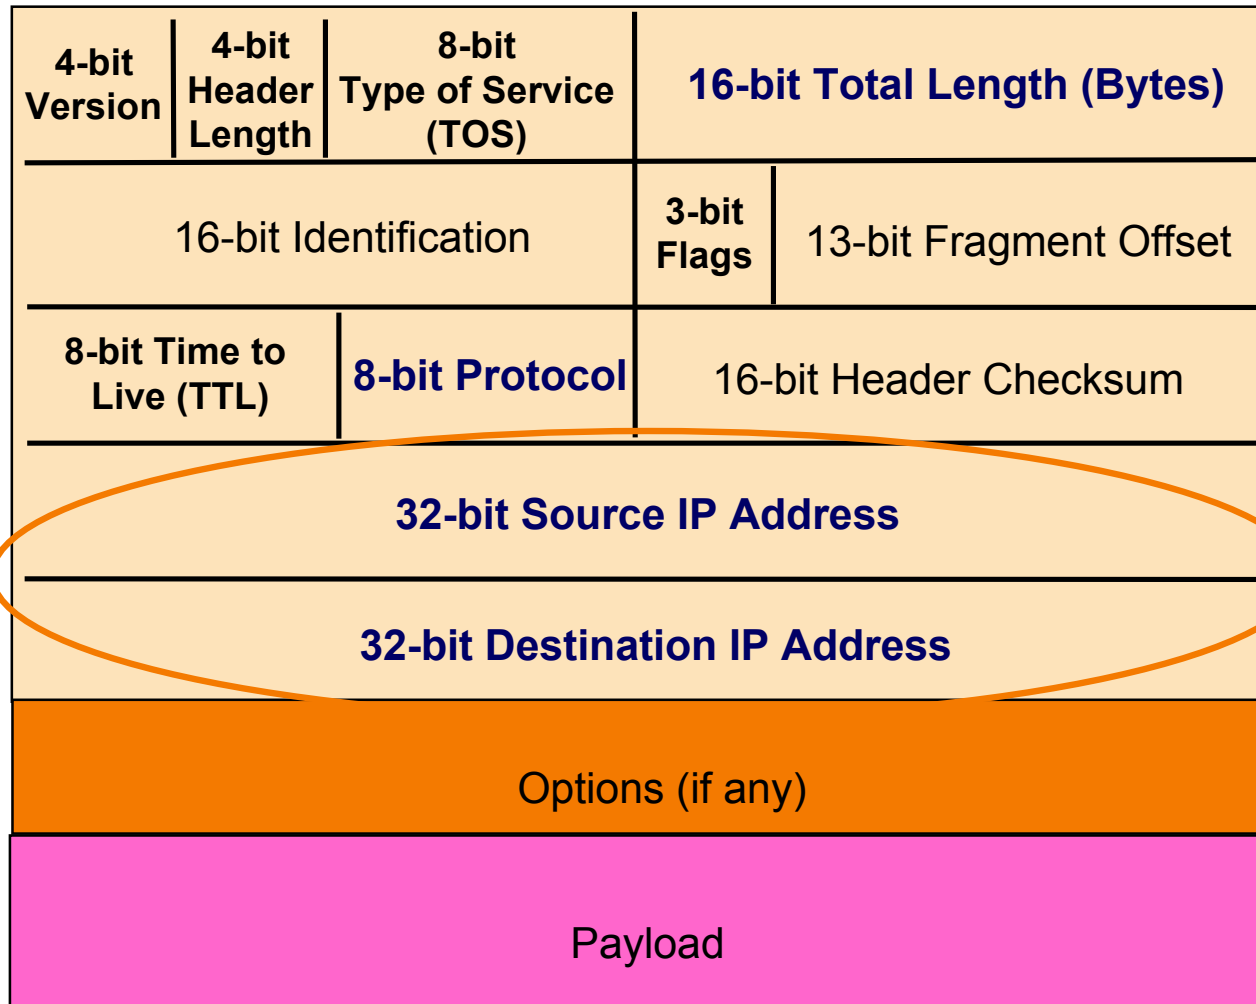 4-bit
Version
4-bit
Header
Length
8-bit
Type of Service
(TOS)
16-bit Total Length (Bytes)
16-bit Identification
3-bit
Flags
13-bit Fragment Offset
8-bit Time to
Live (TTL)
8-bit Protocol
16-bit Header Checksum
32-bit Source IP Address
32-bit Destination IP Address
Options (if any)
Payload